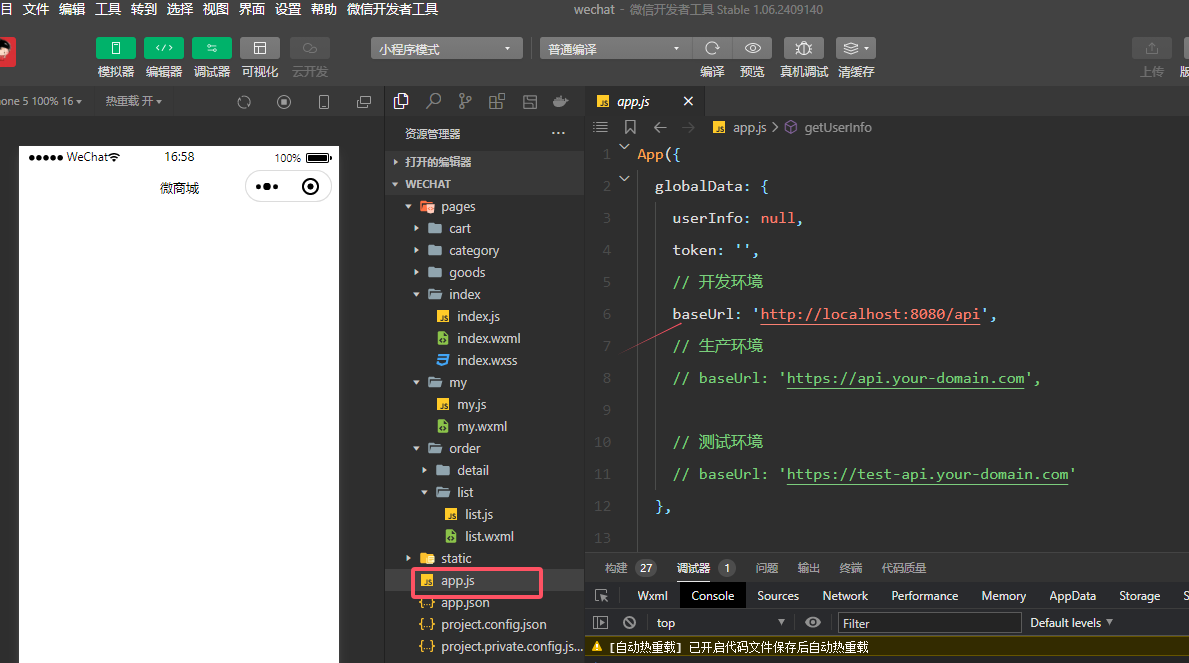 目 文件 编辑 工具 转到 选择 视图 界面 设置 帮助 微信开发者工具
wechat - 微信开发者工具 Stable 1.06.2409140
小程序模式
普通编译
模拟器 编辑器 调试器 可视化 云开发
编译 预览 真机调试 清缓存 上传
one 5 100% 16
热重载 开
WeChat
16:58
100%
微商城
资源管理器
打开的编辑器
WECHAT
pages
cart
category
goods
index
index.js
index.wxml
index.wxss
my
my.js
my.wxml
order
detail
list
list.js
list.wxml
static
app.js
app.json
project.config.json
project.private.config.js...
app.js
app.js > getUserInfo
1 App({
2 globalData: {
3 userInfo: null,
4 token: '',
5 // 开发环境
6 baseUrl: 'http://localhost:8080/api',
7 // 生产环境
8 // baseUrl: 'https://api.your-domain.com',
9
10 // 测试环境
11 // baseUrl: 'https://test-api.your-domain.com'
12 },
13
构建 27 调试器 1 问题 输出 终端 代码质量
Wxml Console Sources Network Performance Memory AppData Storage S
top
Filter
Default levels
[自动热重载] 已开启代码文件保存后自动热重载